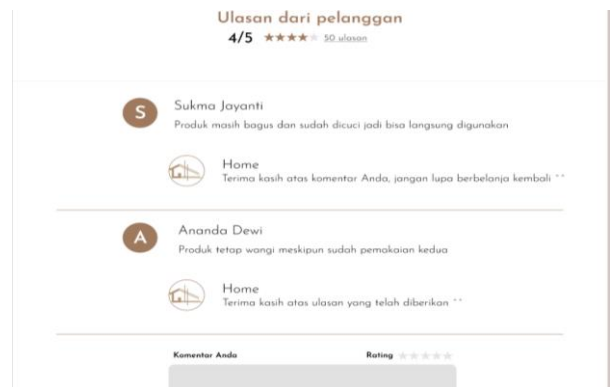 Ulasan dari pelanggan
4/5 50 ulasan
S
Sukma Jayanti
Produk masih bagus dan sudah dicuci jadi bisa langsung digunakan
Home
Terima kasih atas komentar Anda, jangan lupa berbelanja kembali ^^
A
Ananda Dewi
Produk tetap wangi meskipun sudah pemakaian kedua
Home
Terima kasih atas ulasan yang telah diberikan ^^
Komentar Anda Rating